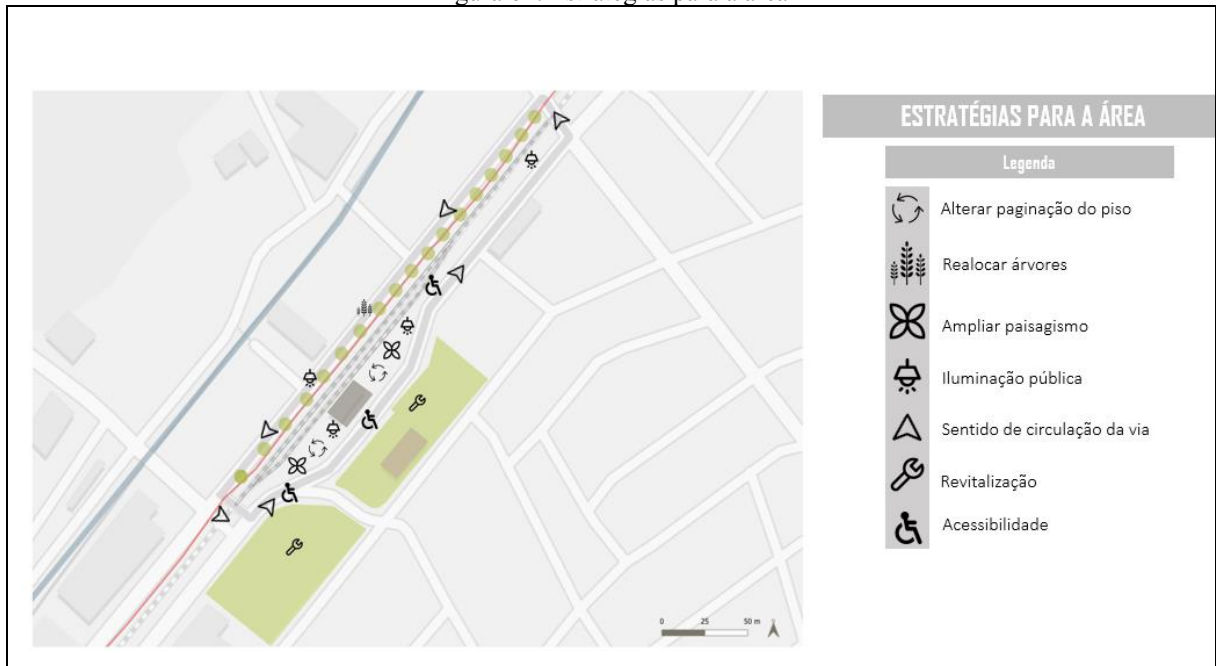 ESTRATÉGIAS PARA A ÁREA
Legenda
Alterar paginação do piso
Realocar árvores
Ampliar paisagismo
Iluminação pública
Sentido de circulação da via
Revitalização
Acessibilidade
0 25 50 m